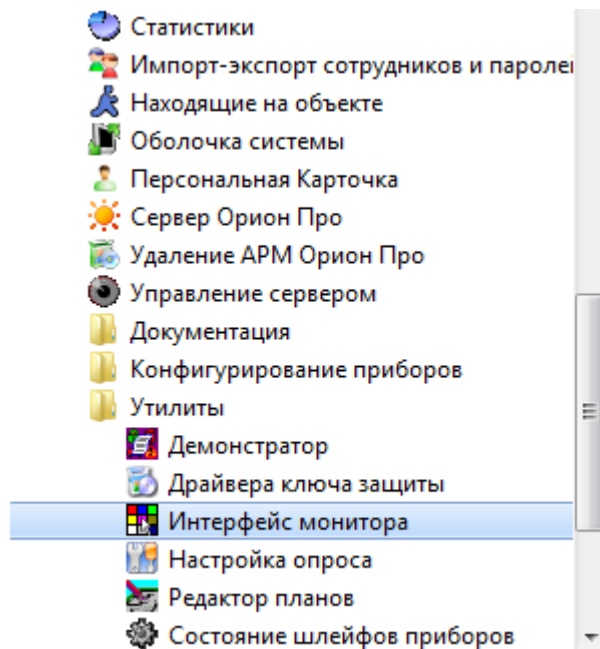 Статистики
Импорт-экспорт сотрудников и пароле
Находящие на объекте
Оболочка системы
Персональная Карточка
Сервер Орион Про
Удаление АРМ Орион Про
Управление сервером
Документация
Конфигурирование приборов
Утилиты
Демонстратор
Драйвера ключа защиты
Интерфейс монитора
Настройка опроса
Редактор планов
Состояние шлейфов приборов